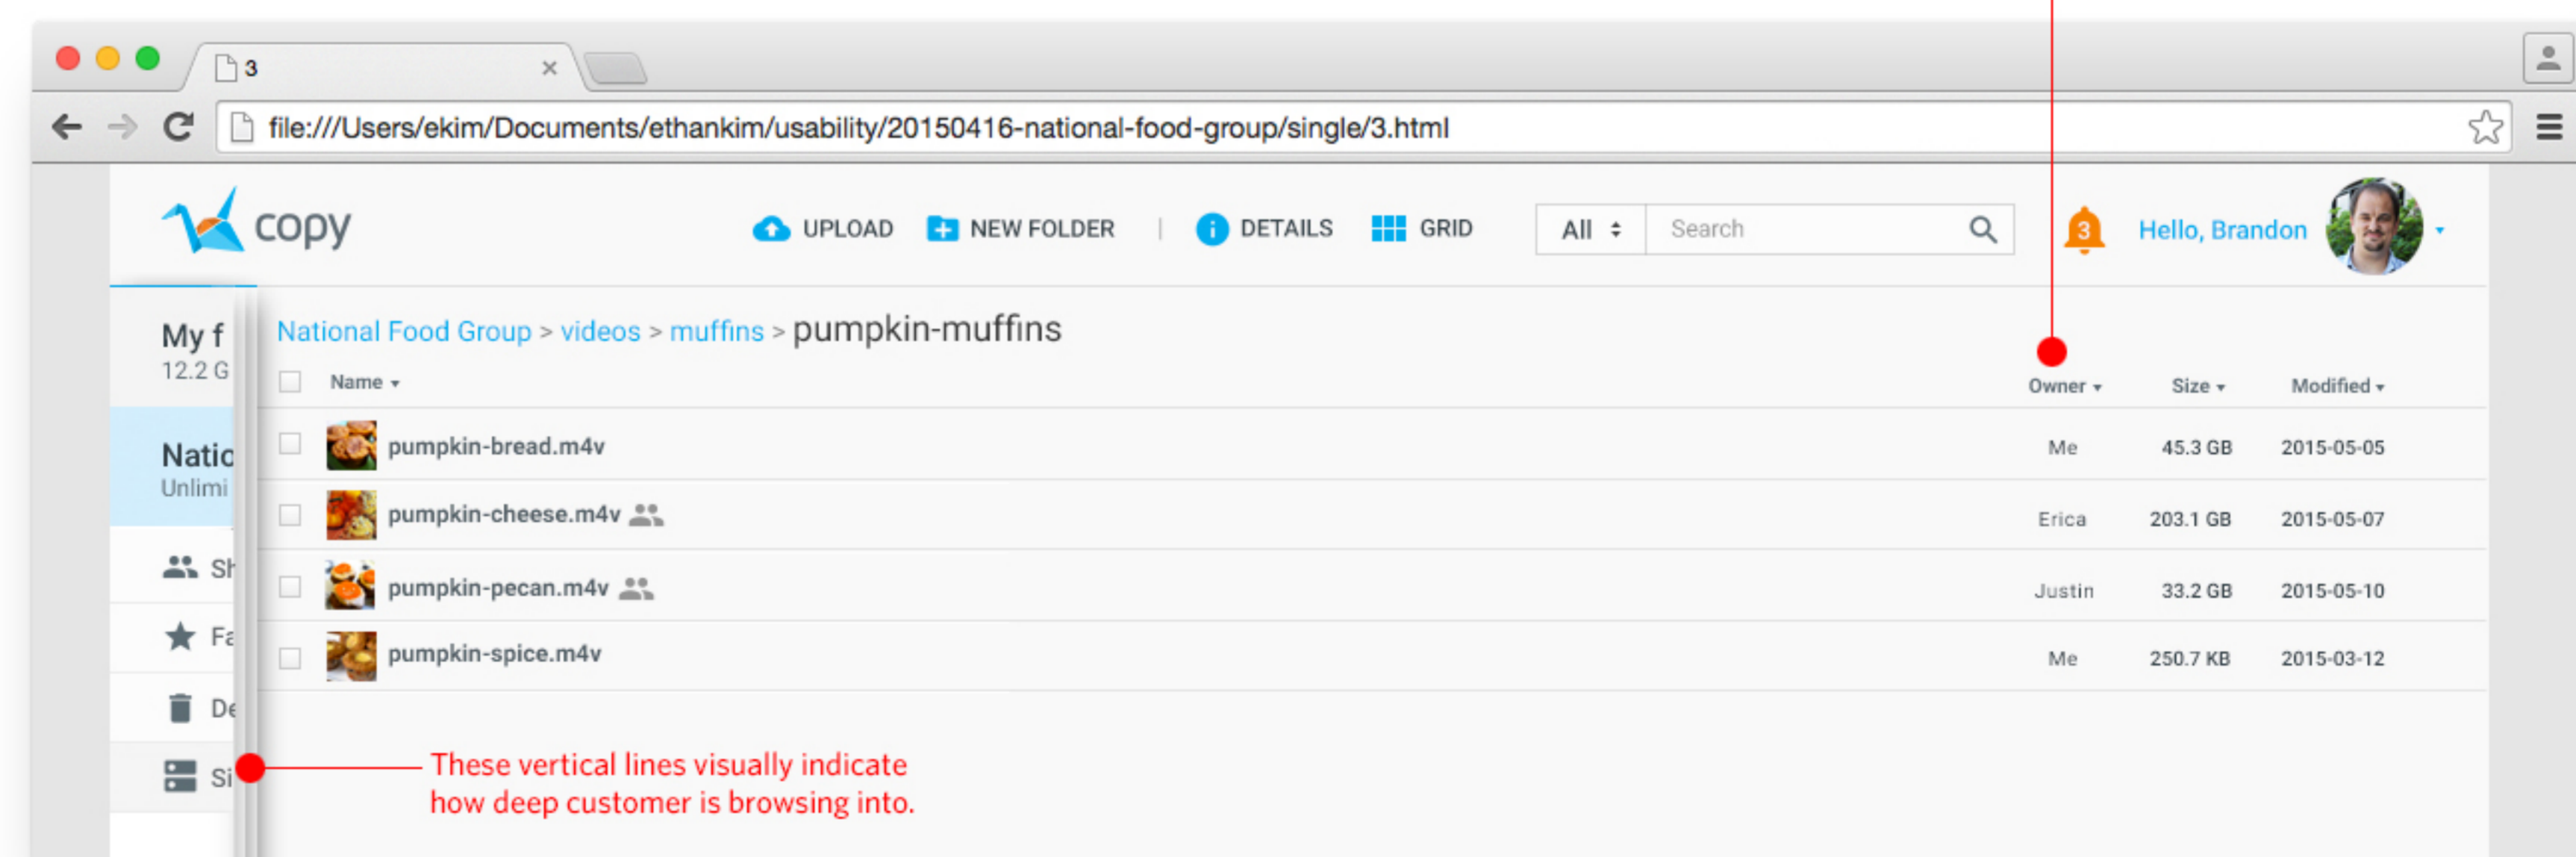 3
file:///Users/ekim/Documents/ethankim/usability/20150416-national-food-group/single/3.html
copy UPLOAD NEW FOLDER | DETAILS GRID All Search 3 Hello, Brandon
My f
12.2 G
National Food Group > videos > muffins > pumpkin-muffins
Name Owner Size Modified
Natio
Unlimi
pumpkin-bread.m4v Me 45.3 GB 2015-05-05
pumpkin-cheese.m4v Erica 203.1 GB 2015-05-07
Sh
pumpkin-pecan.m4v Justin 33.2 GB 2015-05-10
Fa
pumpkin-spice.m4v Me 250.7 KB 2015-03-12
De
Si
These vertical lines visually indicate
how deep customer is browsing into.